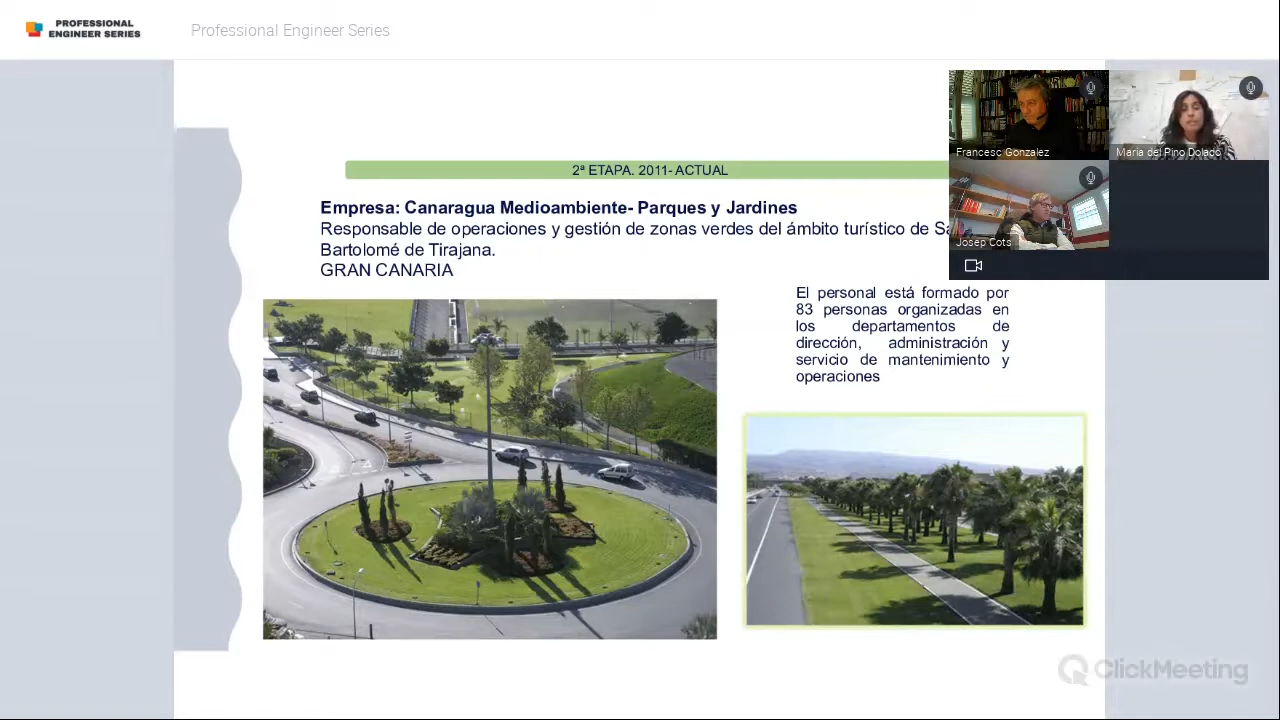 PROFESSIONAL
ENGINEER SERIES
Professional Engineer Series
2ª ETAPA. 2011- ACTUAL
Empresa: Canaragua Medioambiente- Parques y Jardines
Responsable de operaciones y gestión de zonas verdes del ámbito turístico de
Bartolomé de Tirajana.
GRAN CANARIA
El personal está formado por
83 personas organizadas en
los departamentos de
dirección, administración y
servicio de mantenimiento y
operaciones
Francesc Gonzalez
Maria del Pino Dolado
Josep Cots
ClickMeeting